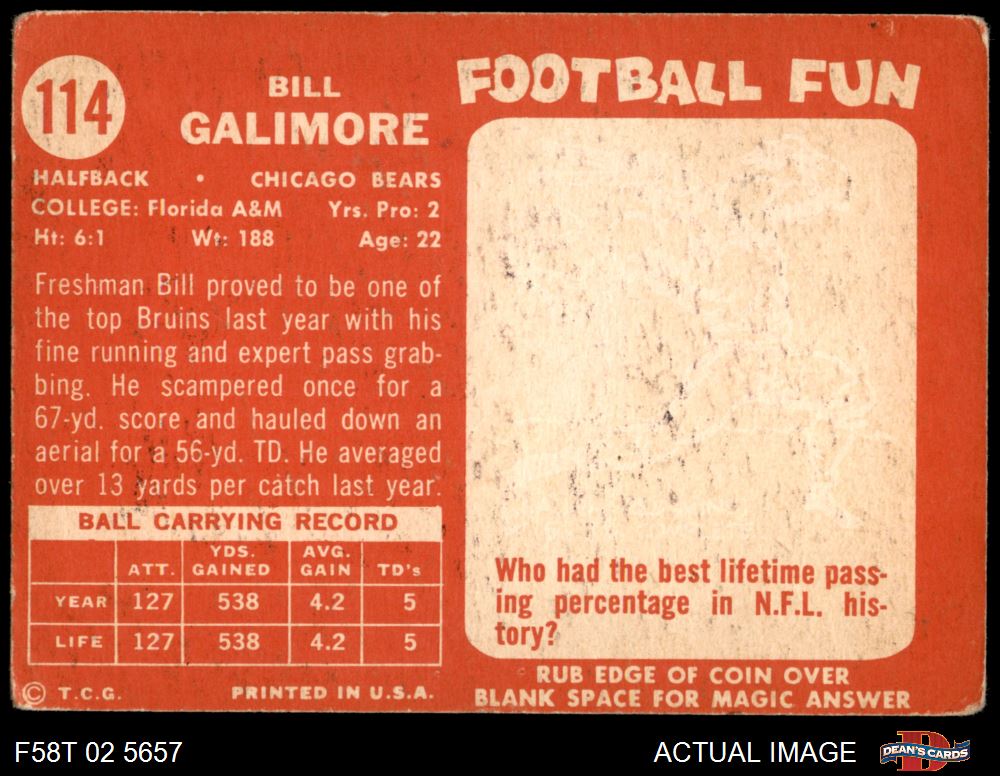 114
BILL
GALIMORE
HALFBACK • CHICAGO BEARS
COLLEGE: Florida A&M Yrs. Pro: 2
Ht: 6:1 Wt: 188 Age: 22
Freshman Bill proved to be one of
the top Bruins last year with his
fine running and expert pass grab-
bing. He scampered once for a
67-yd. score and hauled down an
aerial for a 56-yd. TD. He averaged
over 13 yards per catch last year.
BALL CARRYING RECORD
ATT. YDS. GAINED AVG. GAIN TD's
YEAR 127 538 4.2 5
LIFE 127 538 4.2 5
© T.C.G. PRINTED IN U.S.A.
FOOTBALL FUN
Who had the best lifetime pass-
ing percentage in N.F.L. his-
tory?
RUB EDGE OF COIN OVER
BLANK SPACE FOR MAGIC ANSWER
F58T 02 5657
ACTUAL IMAGE
DEAN'S CARDS